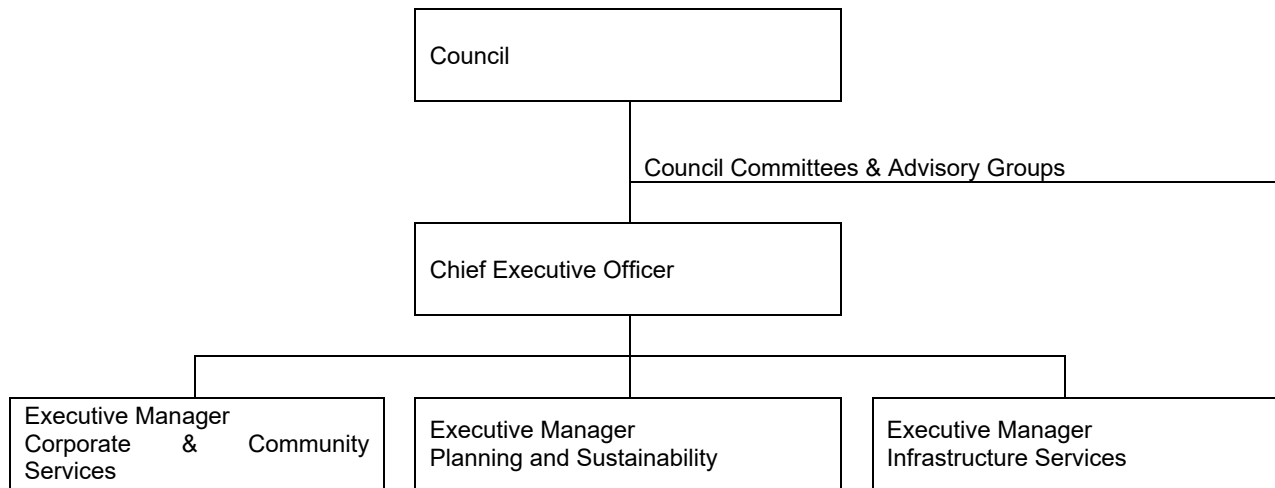 Council
Council Committees & Advisory Groups
Chief Executive Officer
Executive Manager
Corporate & Community
Services
Executive Manager
Planning and Sustainability
Executive Manager
Infrastructure Services